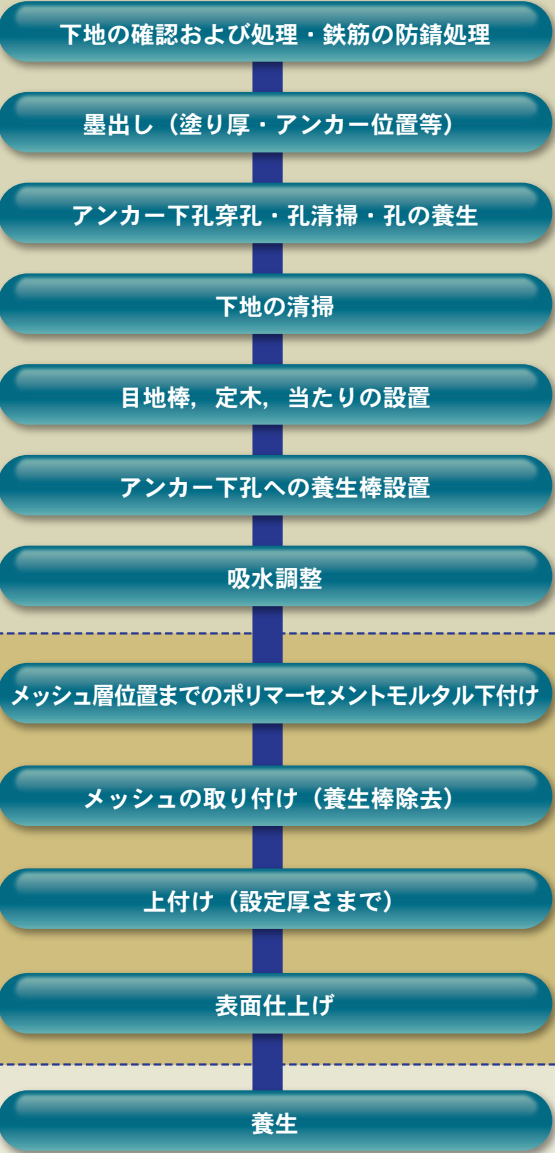 下地の確認および処理・鉄筋の防錆処理
墨出し（塗り厚・アンカー位置等）
アンカー下孔穿孔・孔清掃・孔の養生
下地の清掃
目地棒，定木，当たりの設置
アンカー下孔への養生棒設置
吸水調整
メッシュ層位置までのポリマーセメントモルタル下付け
メッシュの取り付け（養生棒除去）
上付け（設定厚さまで）
表面仕上げ
養生